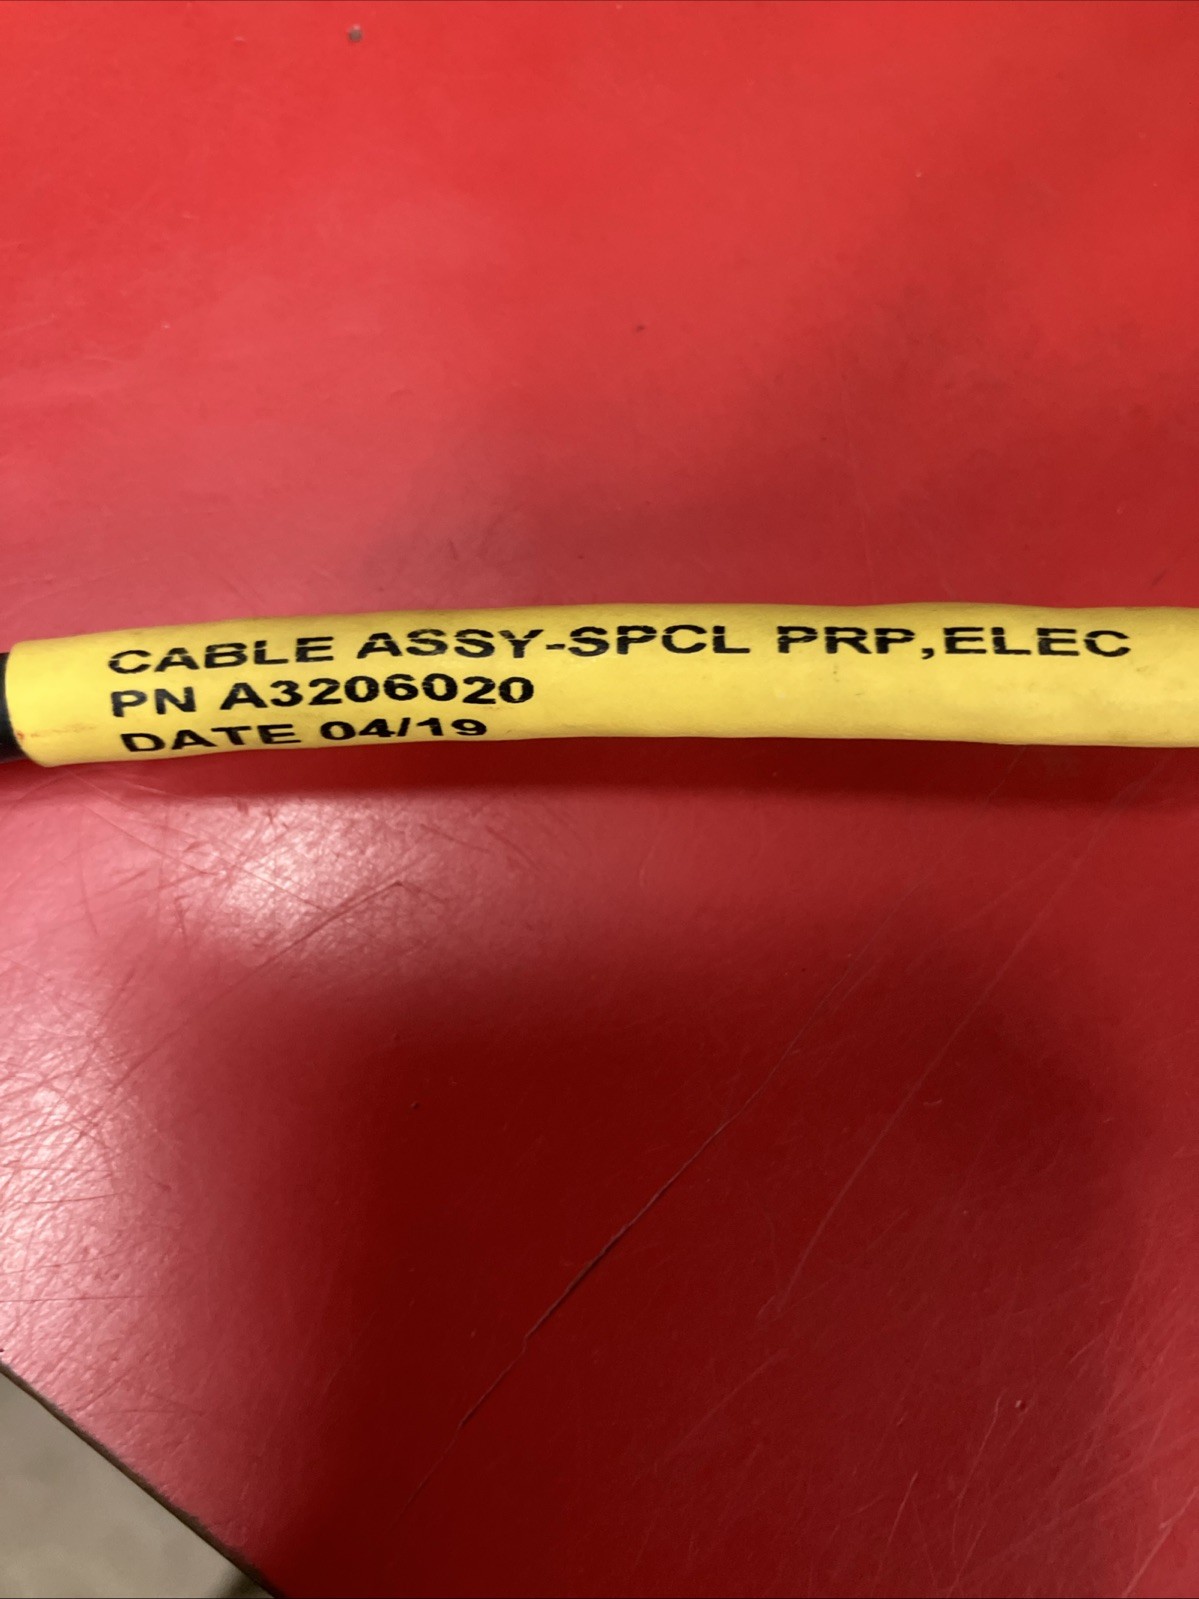 CABLE ASSY-SPCL PRP,ELEC
PN A3206020
DATE 04/19